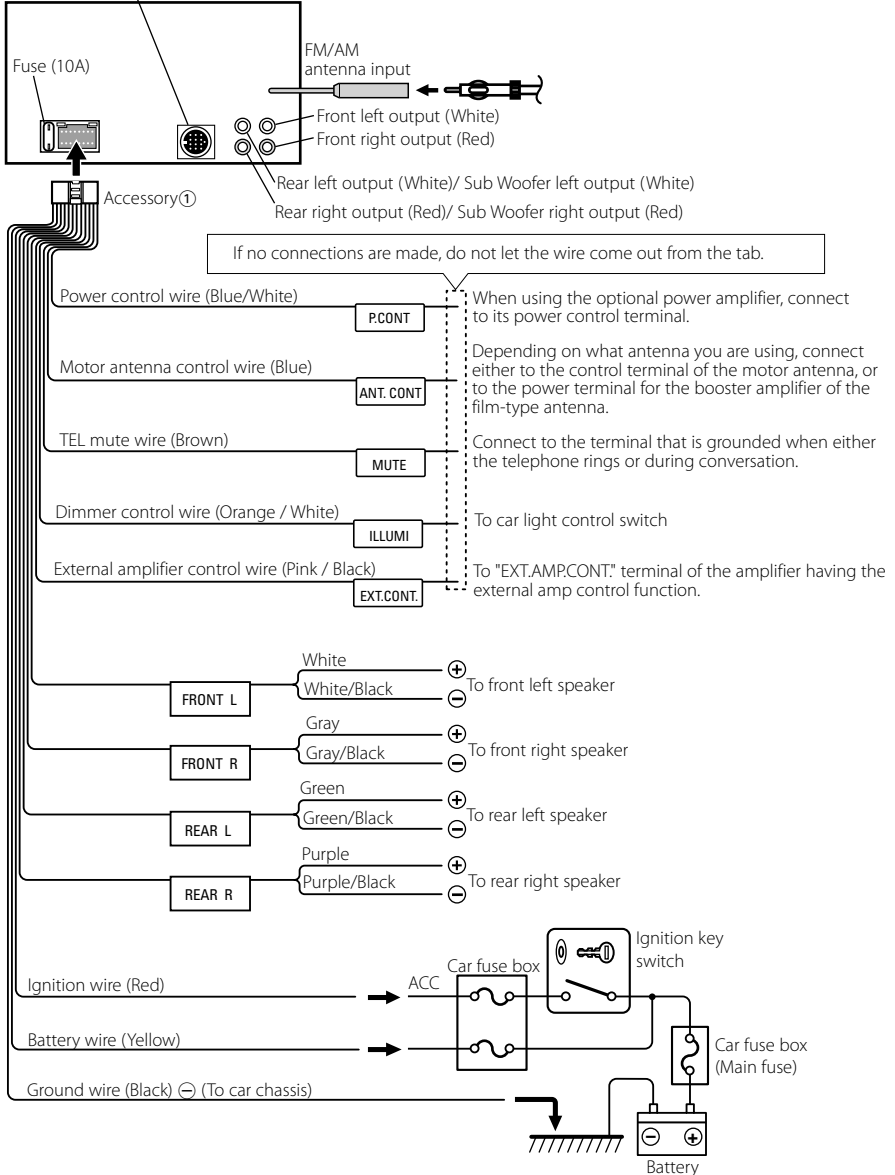 Fuse (10A)
FM/AM
antenna input
Front left output (White)
Front right output (Red)
Rear left output (White)/ Sub Woofer left output (White)
Rear right output (Red)/ Sub Woofer right output (Red)
Accessory①
If no connections are made, do not let the wire come out from the tab.
Power control wire (Blue/White)
P.CONT
When using the optional power amplifier, connect
to its power control terminal.
Motor antenna control wire (Blue)
ANT. CONT
Depending on what antenna you are using, connect
either to the control terminal of the motor antenna, or
to the power terminal for the booster amplifier of the
film-type antenna.
TEL mute wire (Brown)
MUTE
Connect to the terminal that is grounded when either
the telephone rings or during conversation.
Dimmer control wire (Orange / White)
ILLUMI
To car light control switch
External amplifier control wire (Pink / Black)
EXT.CONT.
To "EXT.AMP.CONT." terminal of the amplifier having the
external amp control function.
FRONT L
White
White/Black
⊕
⊖
To front left speaker
FRONT R
Gray
Gray/Black
⊕
⊖
To front right speaker
REAR L
Green
Green/Black
⊕
⊖
To rear left speaker
REAR R
Purple
Purple/Black
⊕
⊖
To rear right speaker
Ignition key
switch
Car fuse box
ACC
Ignition wire (Red)
Battery wire (Yellow)
Car fuse box
(Main fuse)
Ground wire (Black) ⊖ (To car chassis)
⊖ ⊕
Battery